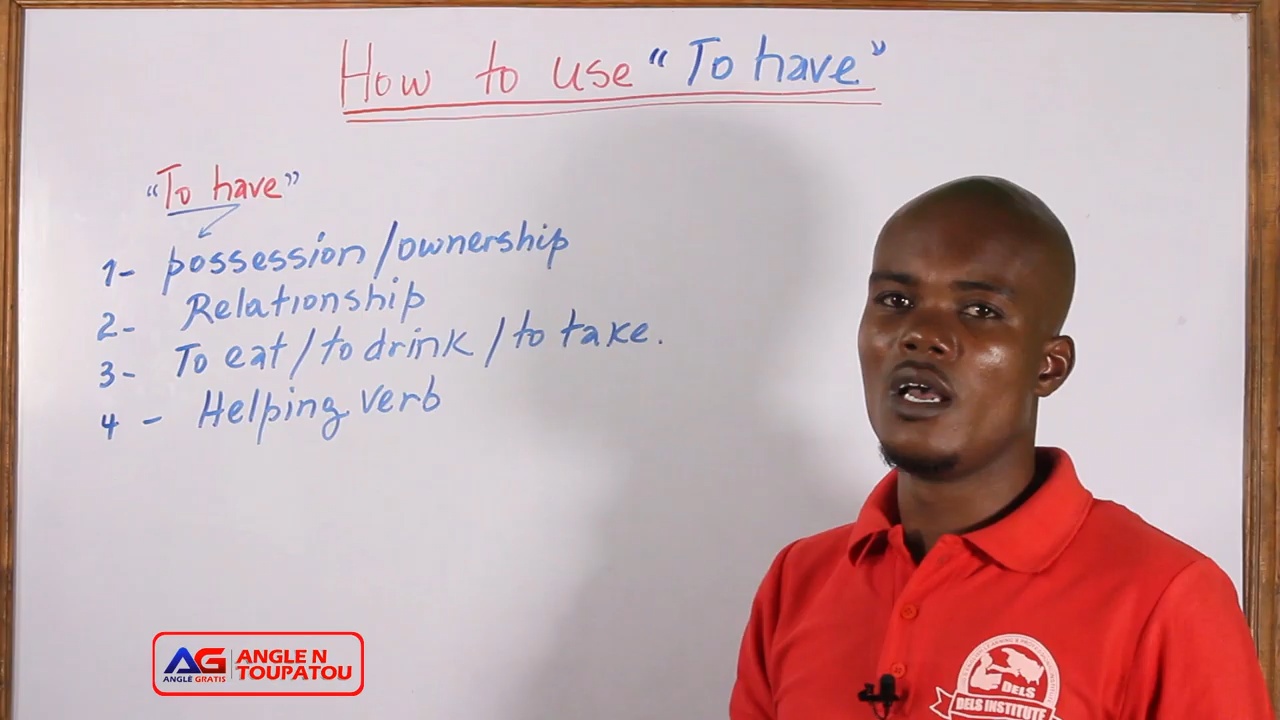 How to use “To have”
“To have”
1- possession/ownership
2- Relationship
3- To eat/to drink/to take.
4- Helping verb
AG ANGLE GRATIS ANGLE N TOUPATOU
DELS
DELS INSTITUTE